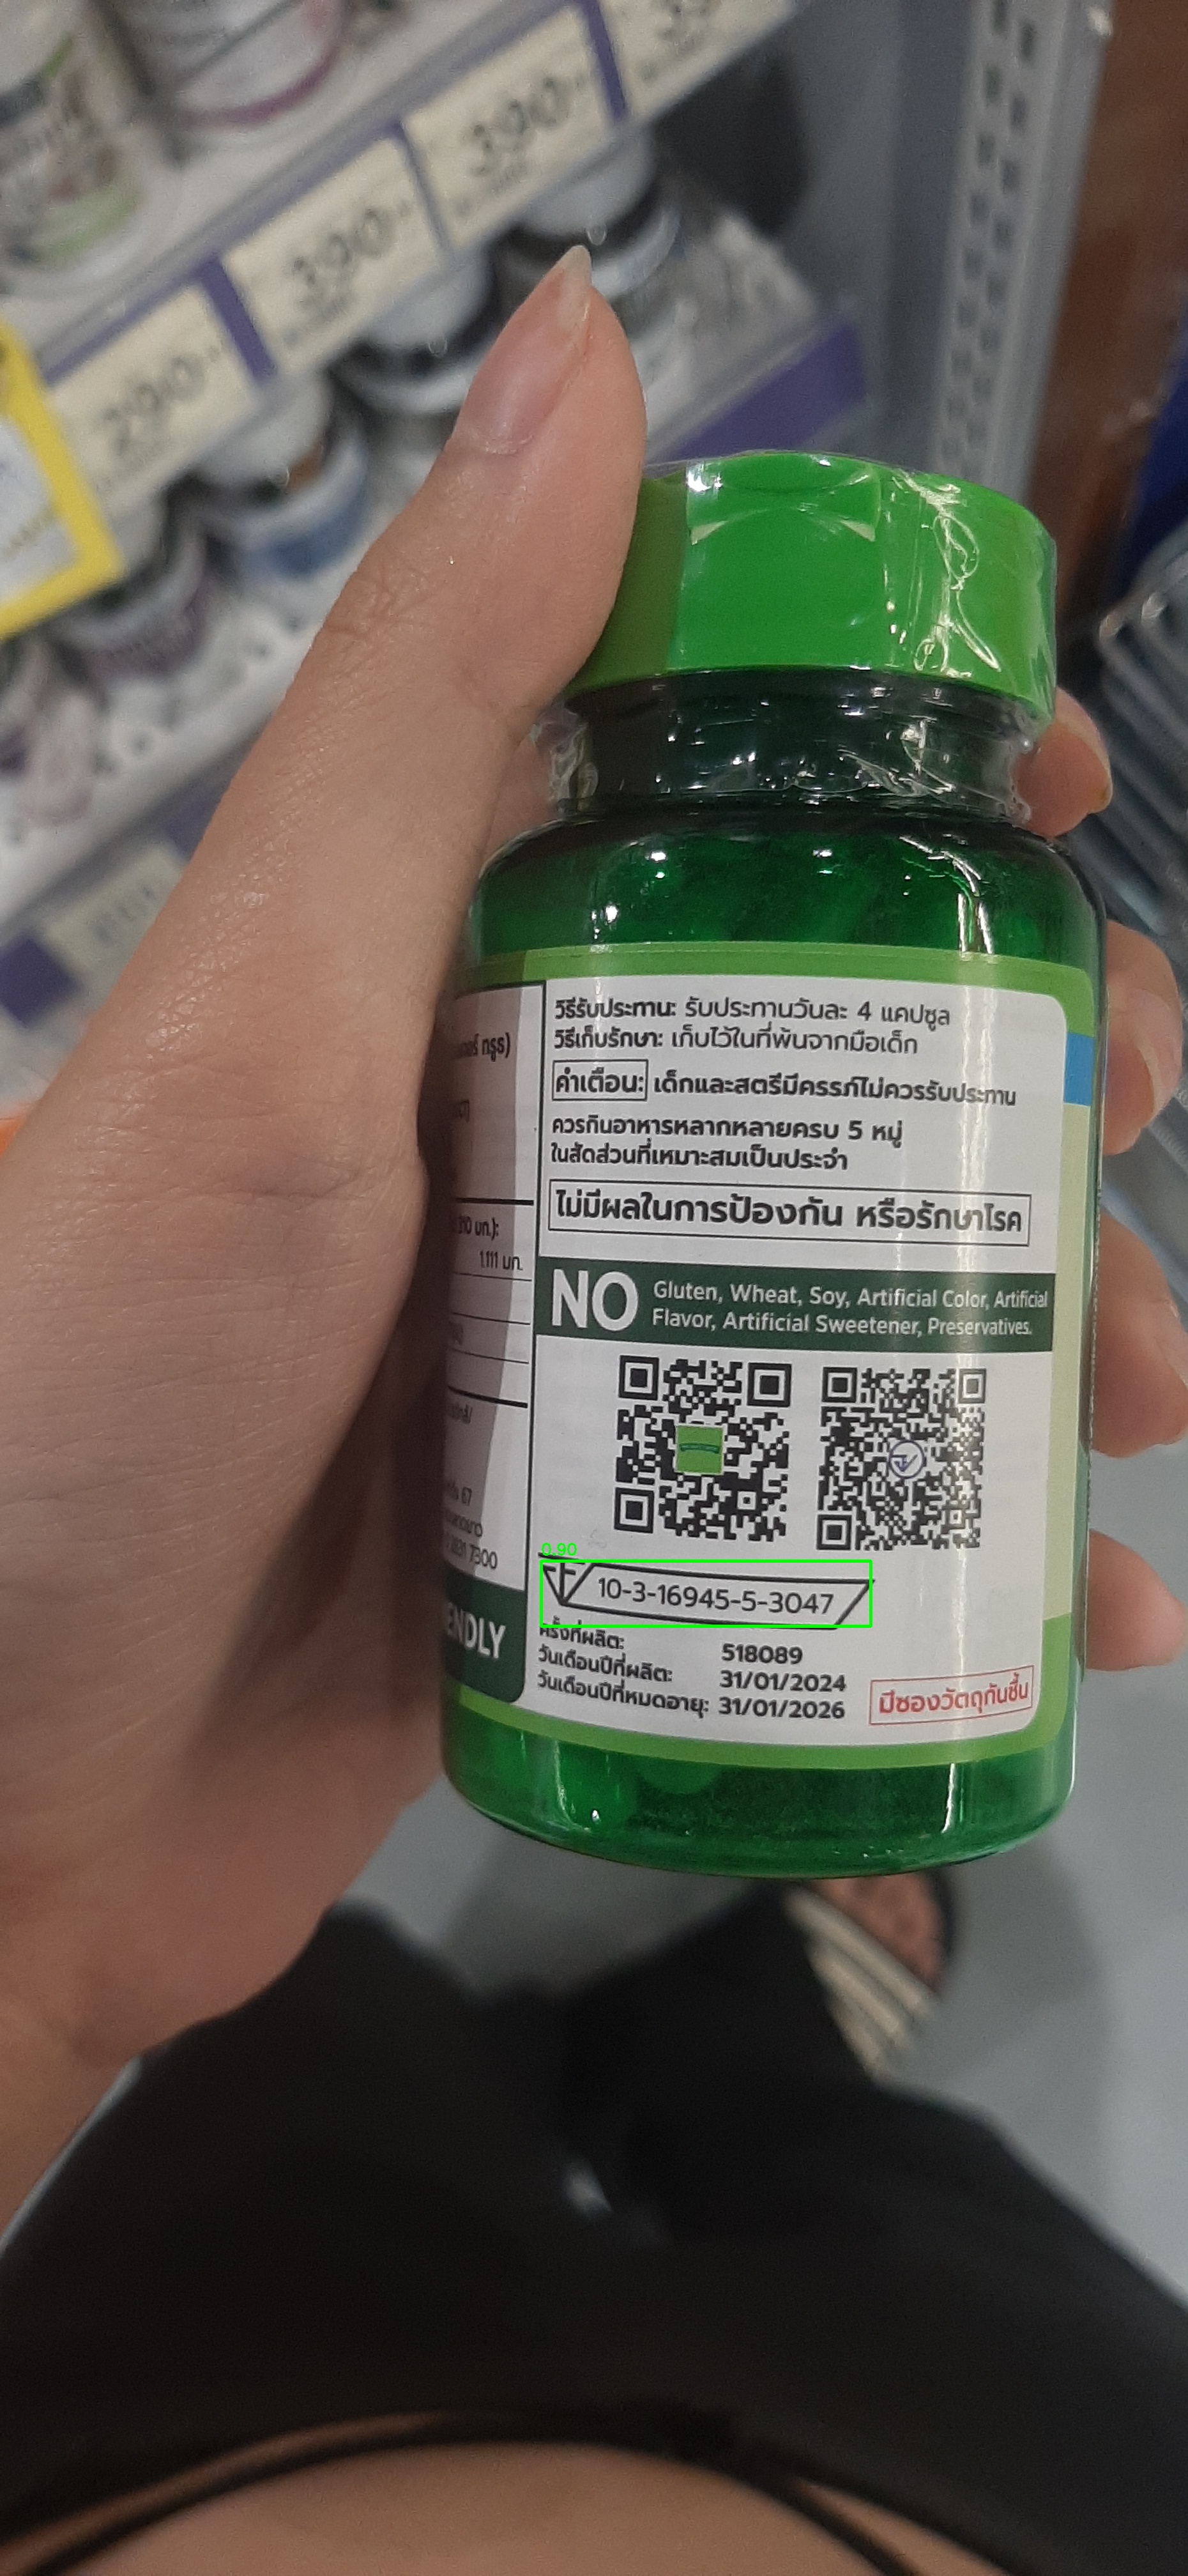 390
390
290
วิธีรับประทาน: รับประทานวันละ 4 แคปซูล
วิธีเก็บรักษา: เก็บไว้ในที่พ้นจากมือเด็ก
คำเตือน: เด็กและสตรีมีครรภ์ไม่ควรรับประทาน
ควรกินอาหารหลากหลายครบ 5 หมู่
ในสัดส่วนที่เหมาะสมเป็นประจำ
ไม่มีผลในการป้องกัน หรือรักษาโรค
1.111 มก.
NO Gluten, Wheat, Soy, Artificial Color, Artificial
Flavor, Artificial Sweetener, Preservatives.
67
7300
0.90
10-3-16945-5-3047
ครั้งที่ผลิต: 518089
วันเดือนปีที่ผลิต: 31/01/2024
วันเดือนปีที่หมดอายุ: 31/01/2026
มีซองวัตถุกันชื้น